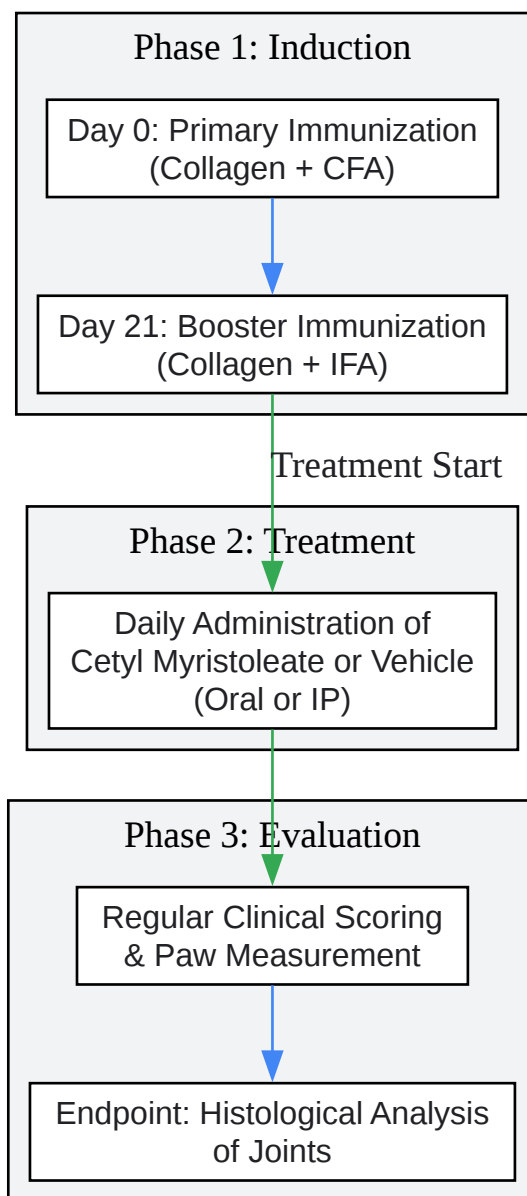 Phase 1: Induction
Day 0: Primary Immunization
(Collagen + CFA)
Day 21: Booster Immunization
(Collagen + IFA)
Treatment Start
Phase 2: Treatment
Daily Administration of
Cetyl Myristoleate or Vehicle
(Oral or IP)
Phase 3: Evaluation
Regular Clinical Scoring
& Paw Measurement
Endpoint: Histological Analysis
of Joints